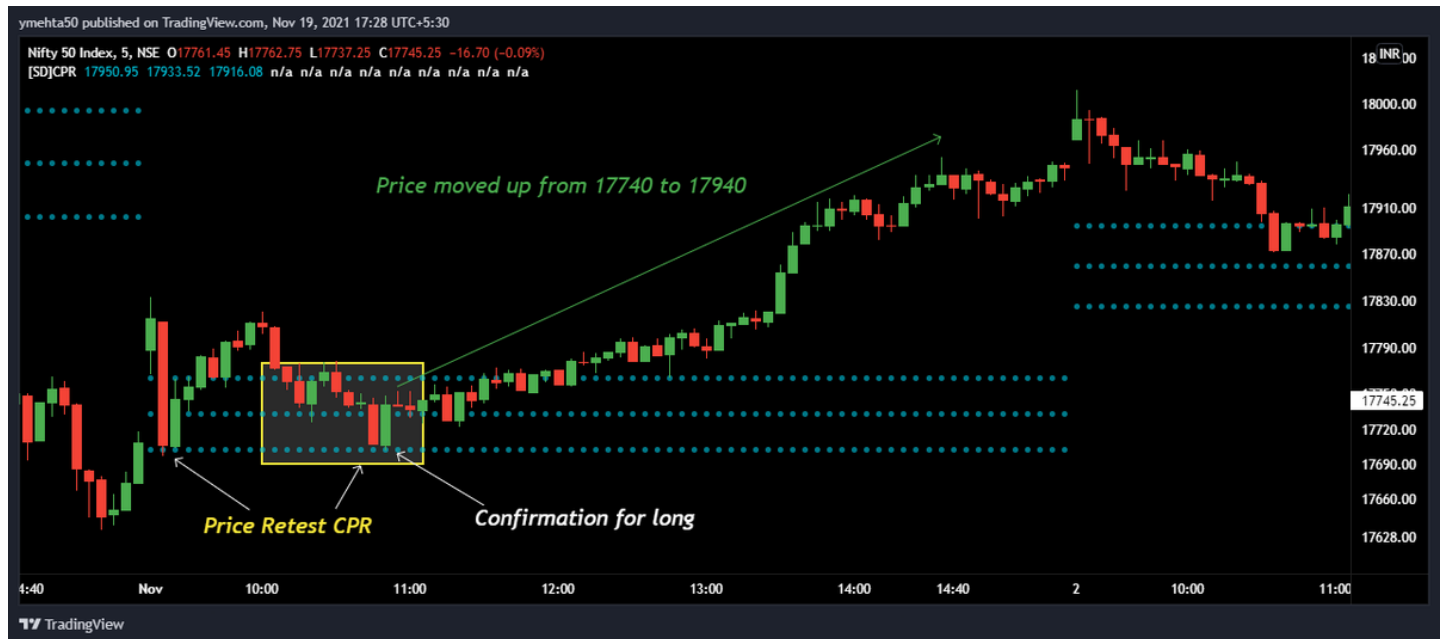 ymehta50 published on TradingView.com, Nov 19, 2021 17:28 UTC+5:30
Nifty 50 Index, 5, NSE O17761.45 H17762.75 L17737.25 C17745.25 −16.70 (−0.09%)
[SD]CPR 17950.95 17933.52 17916.08 n/a n/a n/a n/a n/a n/a n/a n/a n/a
INR
18000.00
17960.00
Price moved up from 17740 to 17940
17910.00
17870.00
17830.00
17790.00
17745.25
17720.00
17690.00
17660.00
Confirmation for long
Price Retest CPR
17628.00
4:40 Nov 10:00 11:00 12:00 13:00 14:00 14:40 2 10:00 11:00
TradingView